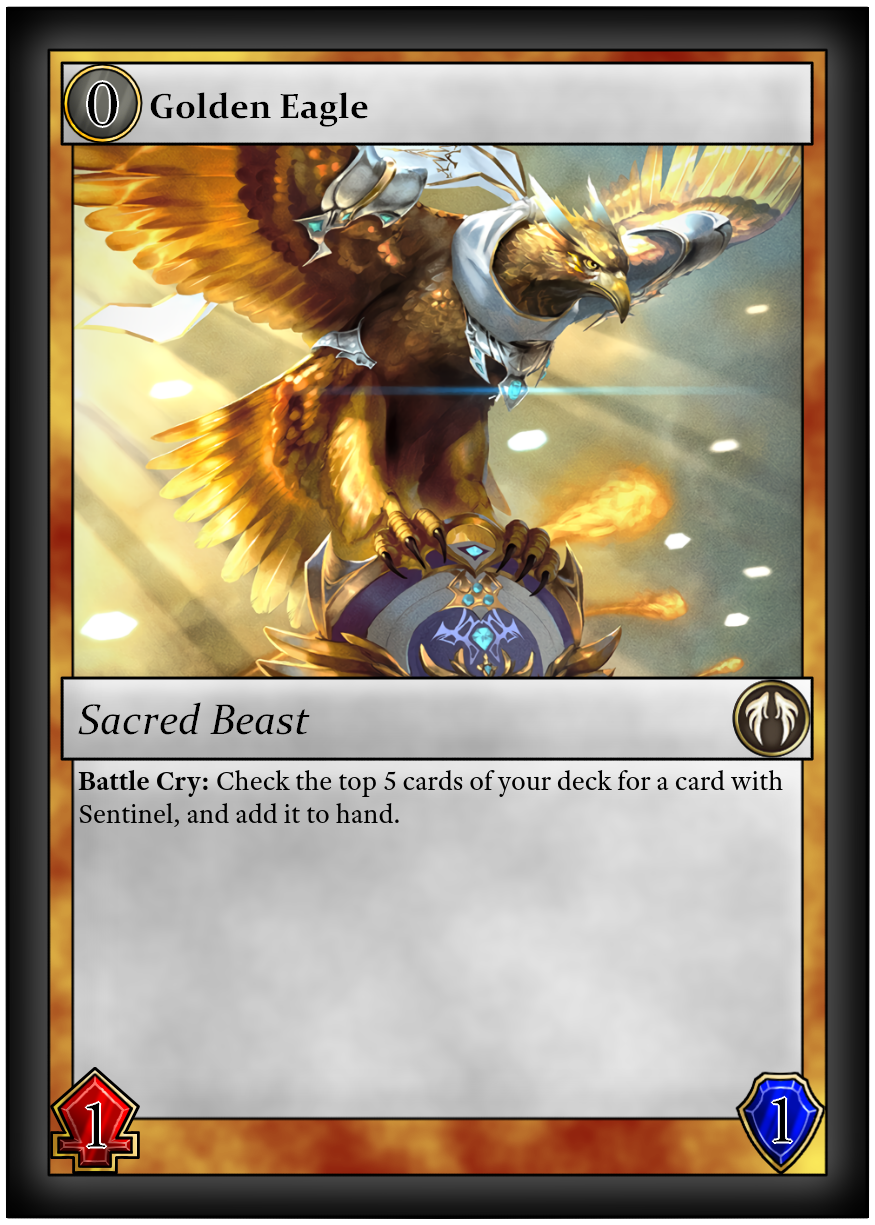 0 Golden Eagle
Sacred Beast
Battle Cry: Check the top 5 cards of your deck for a card with
Sentinel, and add it to hand.
1 1